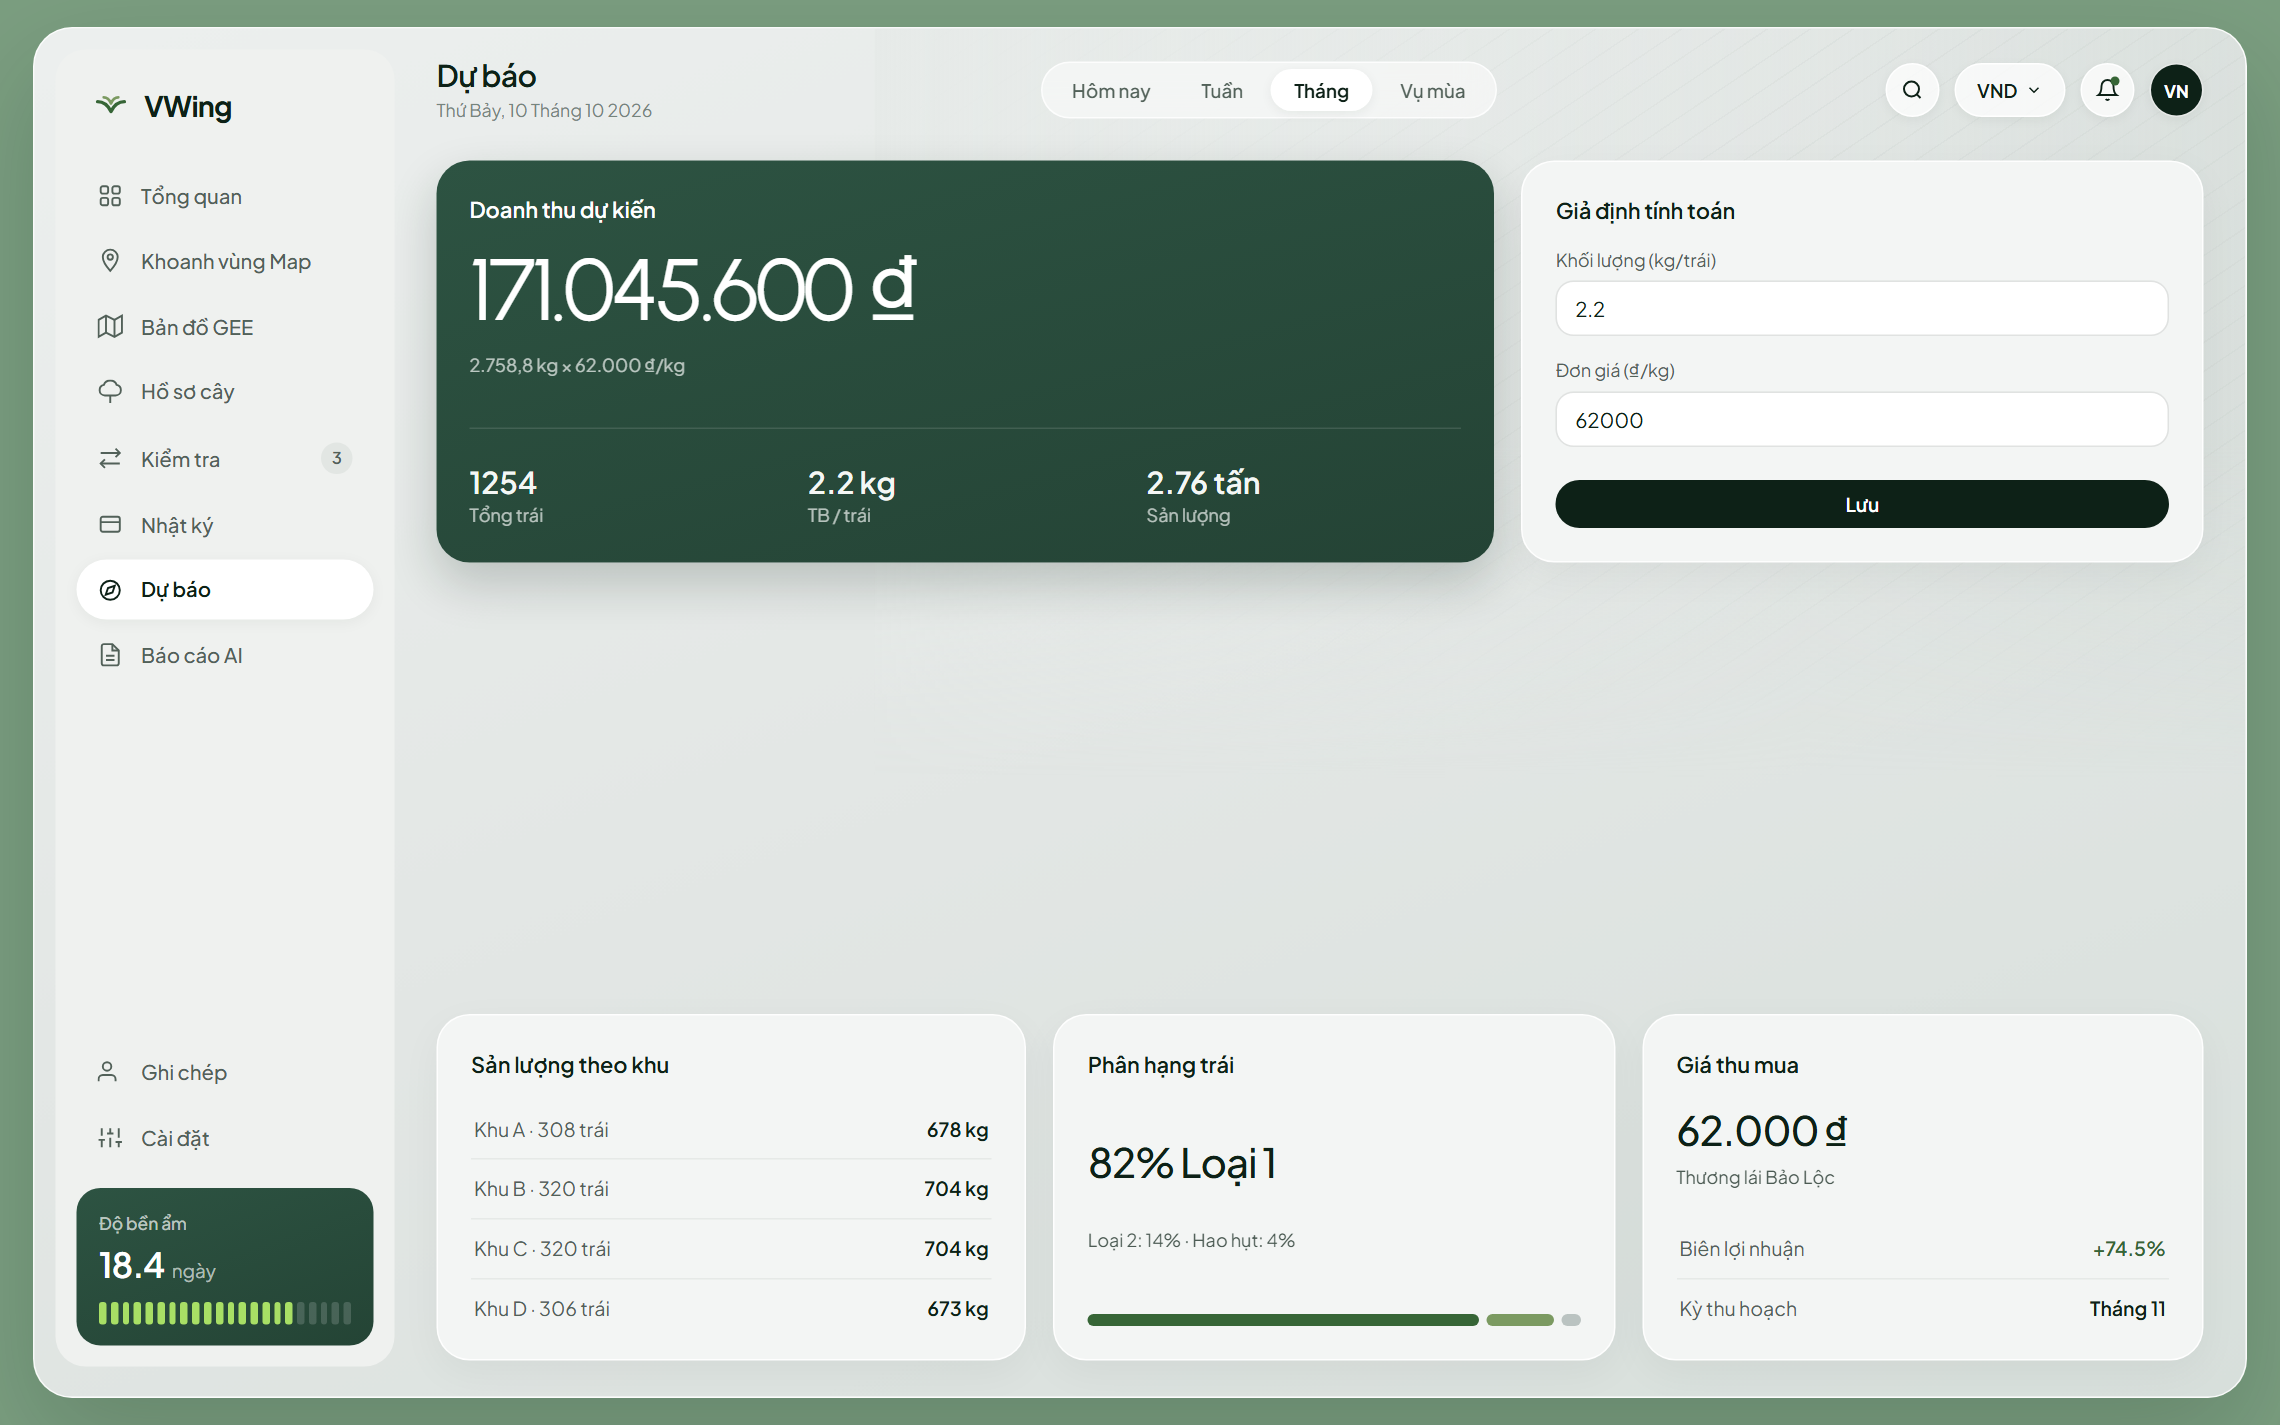 VWing
Tổng quan
Khoanh vùng Map
Bản đồ GEE
Hồ sơ cây
Kiểm tra
3
Nhật ký
Dự báo
Báo cáo AI
Ghi chép
Cài đặt
Độ bền ẩm
18.4 ngày
Dự báo
Thứ Bảy, 10 Tháng 10 2026
Hôm nay
Tuần
Tháng
Vụ mùa
VND
VN
Doanh thu dự kiến
171.045.600 ₫
2.758,8 kg × 62.000 ₫/kg
1254
Tổng trái
2.2 kg
TB / trái
2.76 tấn
Sản lượng
Giả định tính toán
Khối lượng (kg/trái)
2.2
Đơn giá (₫/kg)
62000
Lưu
Sản lượng theo khu
Khu A · 308 trái
678 kg
Khu B · 320 trái
704 kg
Khu C · 320 trái
704 kg
Khu D · 306 trái
673 kg
Phân hạng trái
82% Loại 1
Loại 2: 14% · Hao hụt: 4%
Giá thu mua
62.000 ₫
Thương lái Bảo Lộc
Biên lợi nhuận
+74.5%
Kỳ thu hoạch
Tháng 11